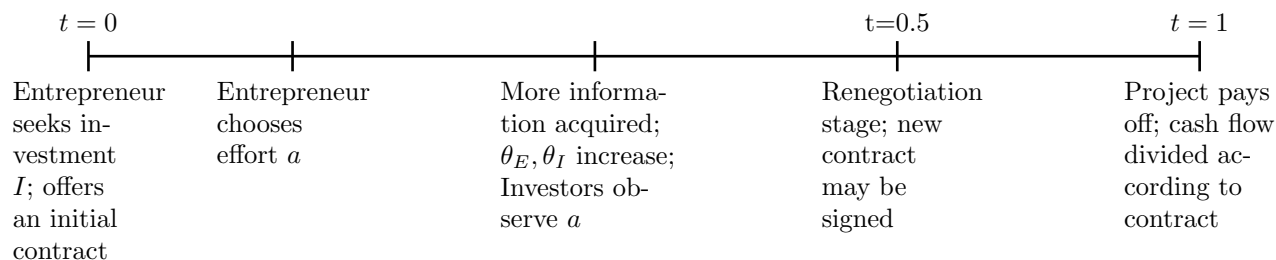 t = 0
t=0.5
t = 1
Entrepreneur
seeks in-
vestment
I; offers
an initial
contract
Entrepreneur
chooses
effort a
More informa-
tion acquired;
θ_E, θ_I increase;
Investors ob-
serve a
Renegotiation
stage; new
contract
may be
signed
Project pays
off; cash flow
divided ac-
cording to
contract